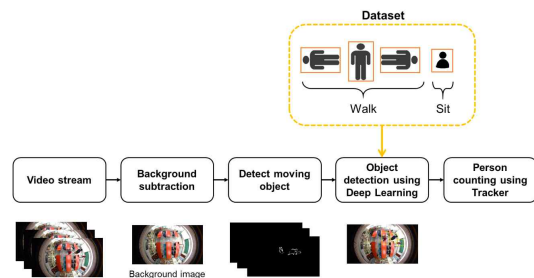 Dataset
Walk
Sit
Video stream
Background
subtraction
Detect moving
object
Object
detection using
Deep Learning
Person
counting using
Tracker
Background image